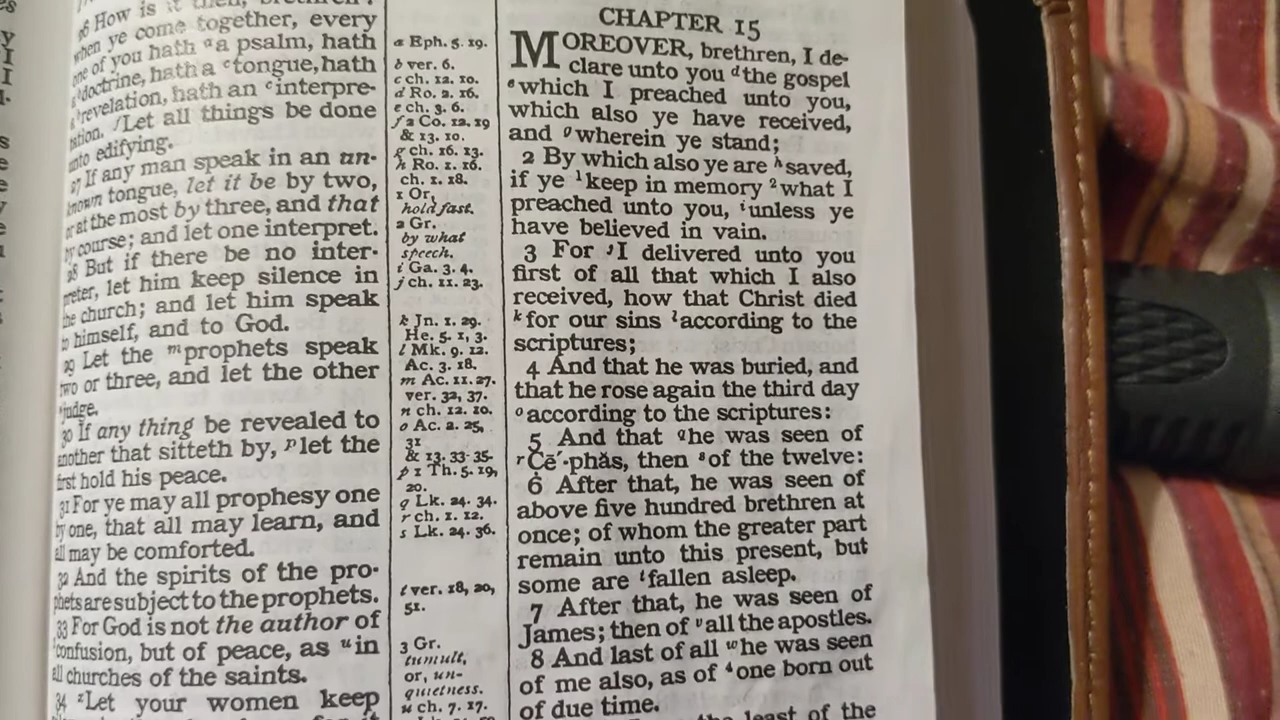 26 How is it then, brethren?
when ye come together, every
one of you hath a a psalm, hath
a b doctrine, hath a c tongue, hath
a d revelation, hath an e interpre-
tation. f Let all things be done
unto edifying.
27 If any man speak in an un-
known tongue, let it be by two,
or at the most by three, and that
by course; and let one interpret.
28 But if there be no inter-
preter, let him keep silence in
the church; and let him speak
to himself, and to God.
29 Let the m prophets speak
two or three, and let the other
n judge.
30 If any thing be revealed to
another that sitteth by, p let the
first hold his peace.
31 For ye may all prophesy one
by one, that all may learn, and
all may be comforted.
32 And the spirits of the pro-
phets are subject to the prophets.
33 For God is not the author of
3 confusion, but of peace, as u in
all churches of the saints.
34 x Let your women keep
a Eph. 5. 19.
b ver. 6.
c ch. 12. 10.
d Ro. 2. 16.
e ch. 3. 6.
f 2 Co. 12. 19
& 13. 10.
g ch. 16. 13.
h Ro. 1. 16.
ch. 1. 18.
1 Or,
hold fast.
2 Gr.
by what
speech.
i Ga. 3. 4.
j ch. 11. 23.
k Jn. 1. 29.
He. 5. 1, 3.
l Mk. 9. 12.
Ac. 3. 18.
m Ac. 11. 27.
ver. 32, 37.
n ch. 12. 10.
o Ac. 2. 25,
31
& 13. 33-35.
p 1 Th. 5. 19,
20.
q Lk. 24. 34.
r ch. 1. 12.
s Lk. 24. 36.
t ver. 18, 20,
51.
3 Gr.
tumult,
or, un-
quietness.
u ch. 7. 17.
CHAPTER 15
MOREOVER, brethren, I de-
clare unto you d the gospel
e which I preached unto you,
which also ye have received,
and g wherein ye stand;
2 By which also ye are h saved,
if ye 1 keep in memory 2 what I
preached unto you, i unless ye
have believed in vain.
3 For j I delivered unto you
first of all that which I also
received, how that Christ died
k for our sins l according to the
scriptures;
4 And that he was buried, and
that he rose again the third day
o according to the scriptures:
5 And that q he was seen of
r Çē´-phăs, then s of the twelve:
6 After that, he was seen of
above five hundred brethren at
once; of whom the greater part
remain unto this present, but
some are t fallen asleep.
7 After that, he was seen of
James; then of v all the apostles.
8 And last of all w he was seen
of me also, as of 4 one born out
of due time.
the least of the